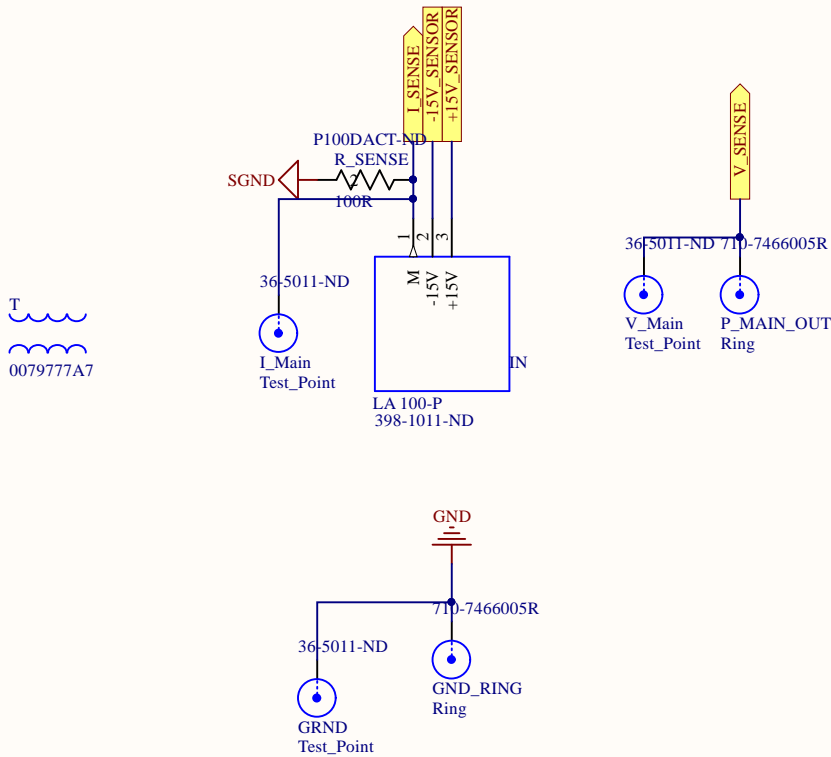 I_SENSE
-15V_SENSOR
+15V_SENSOR
V_SENSE
P100DACT-ND
R_SENSE
SGND
2
100R
1
2
3
M
-15V
+15V
IN
36-5011-ND
I_Main
Test_Point
LA 100-P
398-1011-ND
T
0079777A7
36-5011-ND
710-7466005R
V_Main
Test_Point
P_MAIN_OUT
Ring
GND
710-7466005R
36-5011-ND
GND_RING
Ring
GRND
Test_Point